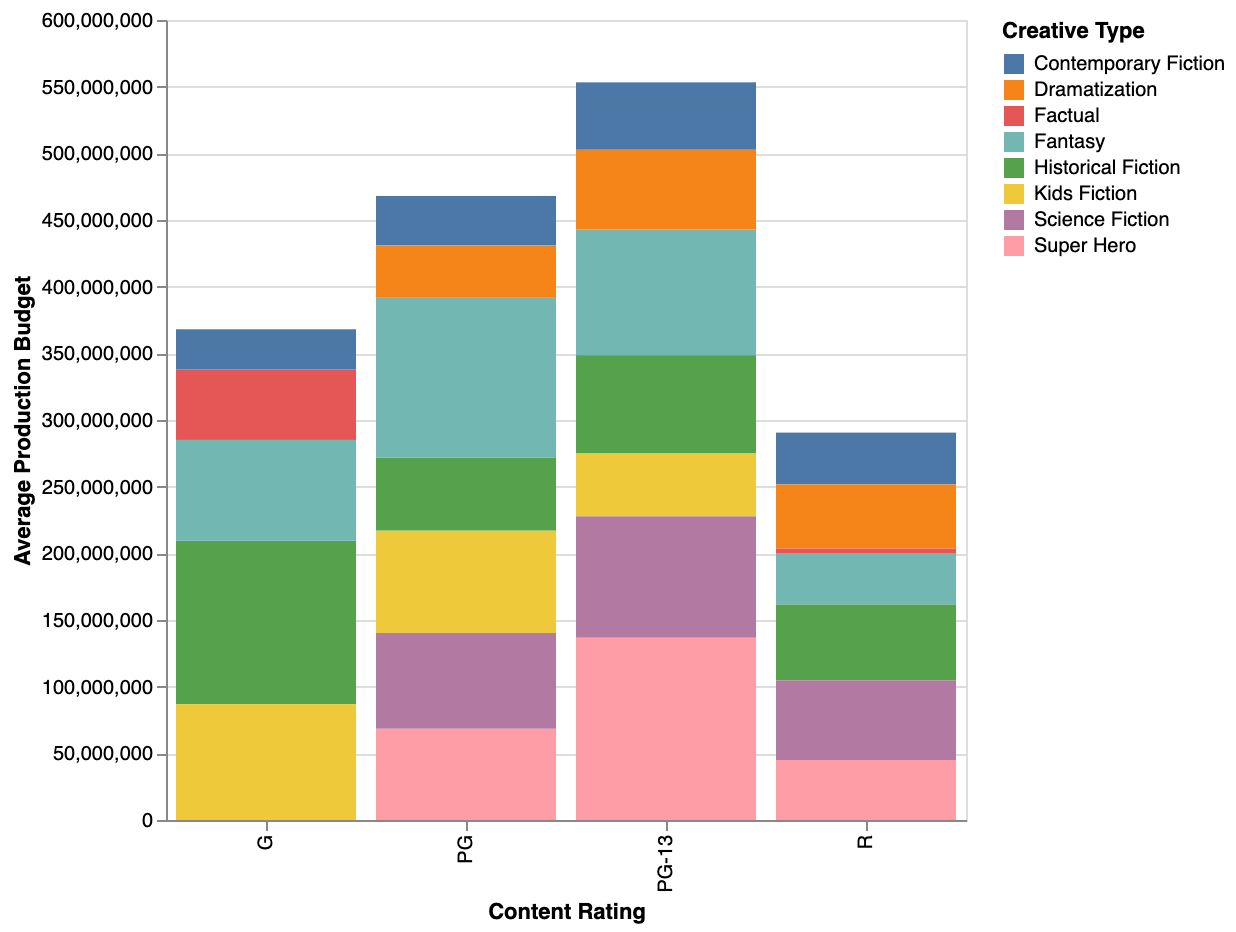 600,000,000
550,000,000
500,000,000
450,000,000
400,000,000
350,000,000
300,000,000
250,000,000
200,000,000
150,000,000
100,000,000
50,000,000
0
Average Production Budget
G
PG
PG-13
R
Content Rating
Creative Type
Contemporary Fiction
Dramatization
Factual
Fantasy
Historical Fiction
Kids Fiction
Science Fiction
Super Hero